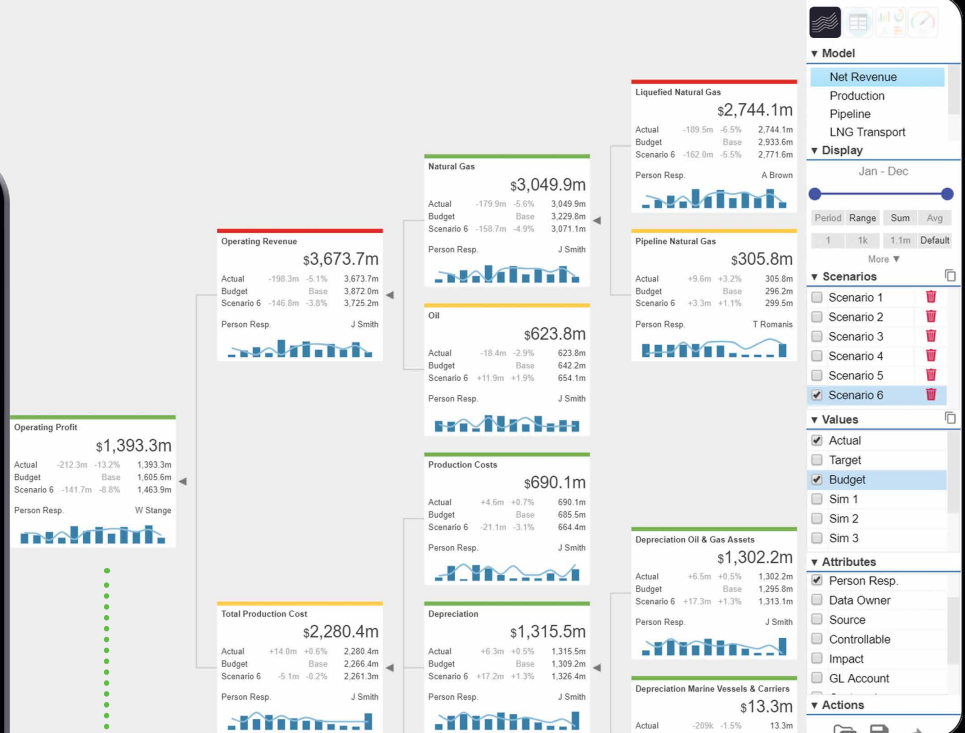 Operating Profit
$1,393.3m
Actual -212.3m -13.2% 1,393.3m
Budget Base 1,605.6m
Scenario 6 -141.7m -8.8% 1,463.9m
Person Resp. W Stange
Operating Revenue
$3,673.7m
Actual -198.3m -5.1% 3,673.7m
Budget Base 3,872.0m
Scenario 6 -146.8m -3.8% 3,725.2m
Person Resp. J Smith
Total Production Cost
$2,280.4m
Actual +14.0m +0.6% 2,280.4m
Budget Base 2,266.4m
Scenario 6 -5.1m -0.2% 2,261.3m
Person Resp. J Smith
Natural Gas
$3,049.9m
Actual -179.9m -5.6% 3,049.9m
Budget Base 3,229.8m
Scenario 6 -158.7m -4.9% 3,071.1m
Person Resp. J Smith
Oil
$623.8m
Actual -18.4m -2.9% 623.8m
Budget Base 642.2m
Scenario 6 +11.9m +1.9% 654.1m
Person Resp. J Smith
Production Costs
$690.1m
Actual +4.6m +0.7% 690.1m
Budget Base 685.5m
Scenario 6 -21.1m -3.1% 664.4m
Person Resp. J Smith
Depreciation
$1,315.5m
Actual +6.3m +0.5% 1,315.5m
Budget Base 1,309.2m
Scenario 6 +17.2m +1.3% 1,326.4m
Person Resp. J Smith
Liquefied Natural Gas
$2,744.1m
Actual -189.5m -6.5% 2,744.1m
Budget Base 2,933.6m
Scenario 6 -162.0m -5.5% 2,771.6m
Person Resp. A Brown
Pipeline Natural Gas
$305.8m
Actual +9.6m +3.2% 305.8m
Budget Base 296.2m
Scenario 6 +3.3m +1.1% 299.5m
Person Resp. T Romanis
Depreciation Oil & Gas Assets
$1,302.2m
Actual +6.5m +0.5% 1,302.2m
Budget Base 1,295.8m
Scenario 6 +17.3m +1.3% 1,313.1m
Person Resp. J Smith
Depreciation Marine Vessels & Carriers
$13.3m
Actual -209k -1.5% 13.3m
Model
Net Revenue
Production
Pipeline
LNG Transport
Display
Jan - Dec
Period Range Sum Avg
1 1k 1.1m Default
More
Scenarios
Scenario 1
Scenario 2
Scenario 3
Scenario 4
Scenario 5
Scenario 6
Values
Actual
Target
Budget
Sim 1
Sim 2
Sim 3
Attributes
Person Resp.
Data Owner
Source
Controllable
Impact
GL Account
Actions